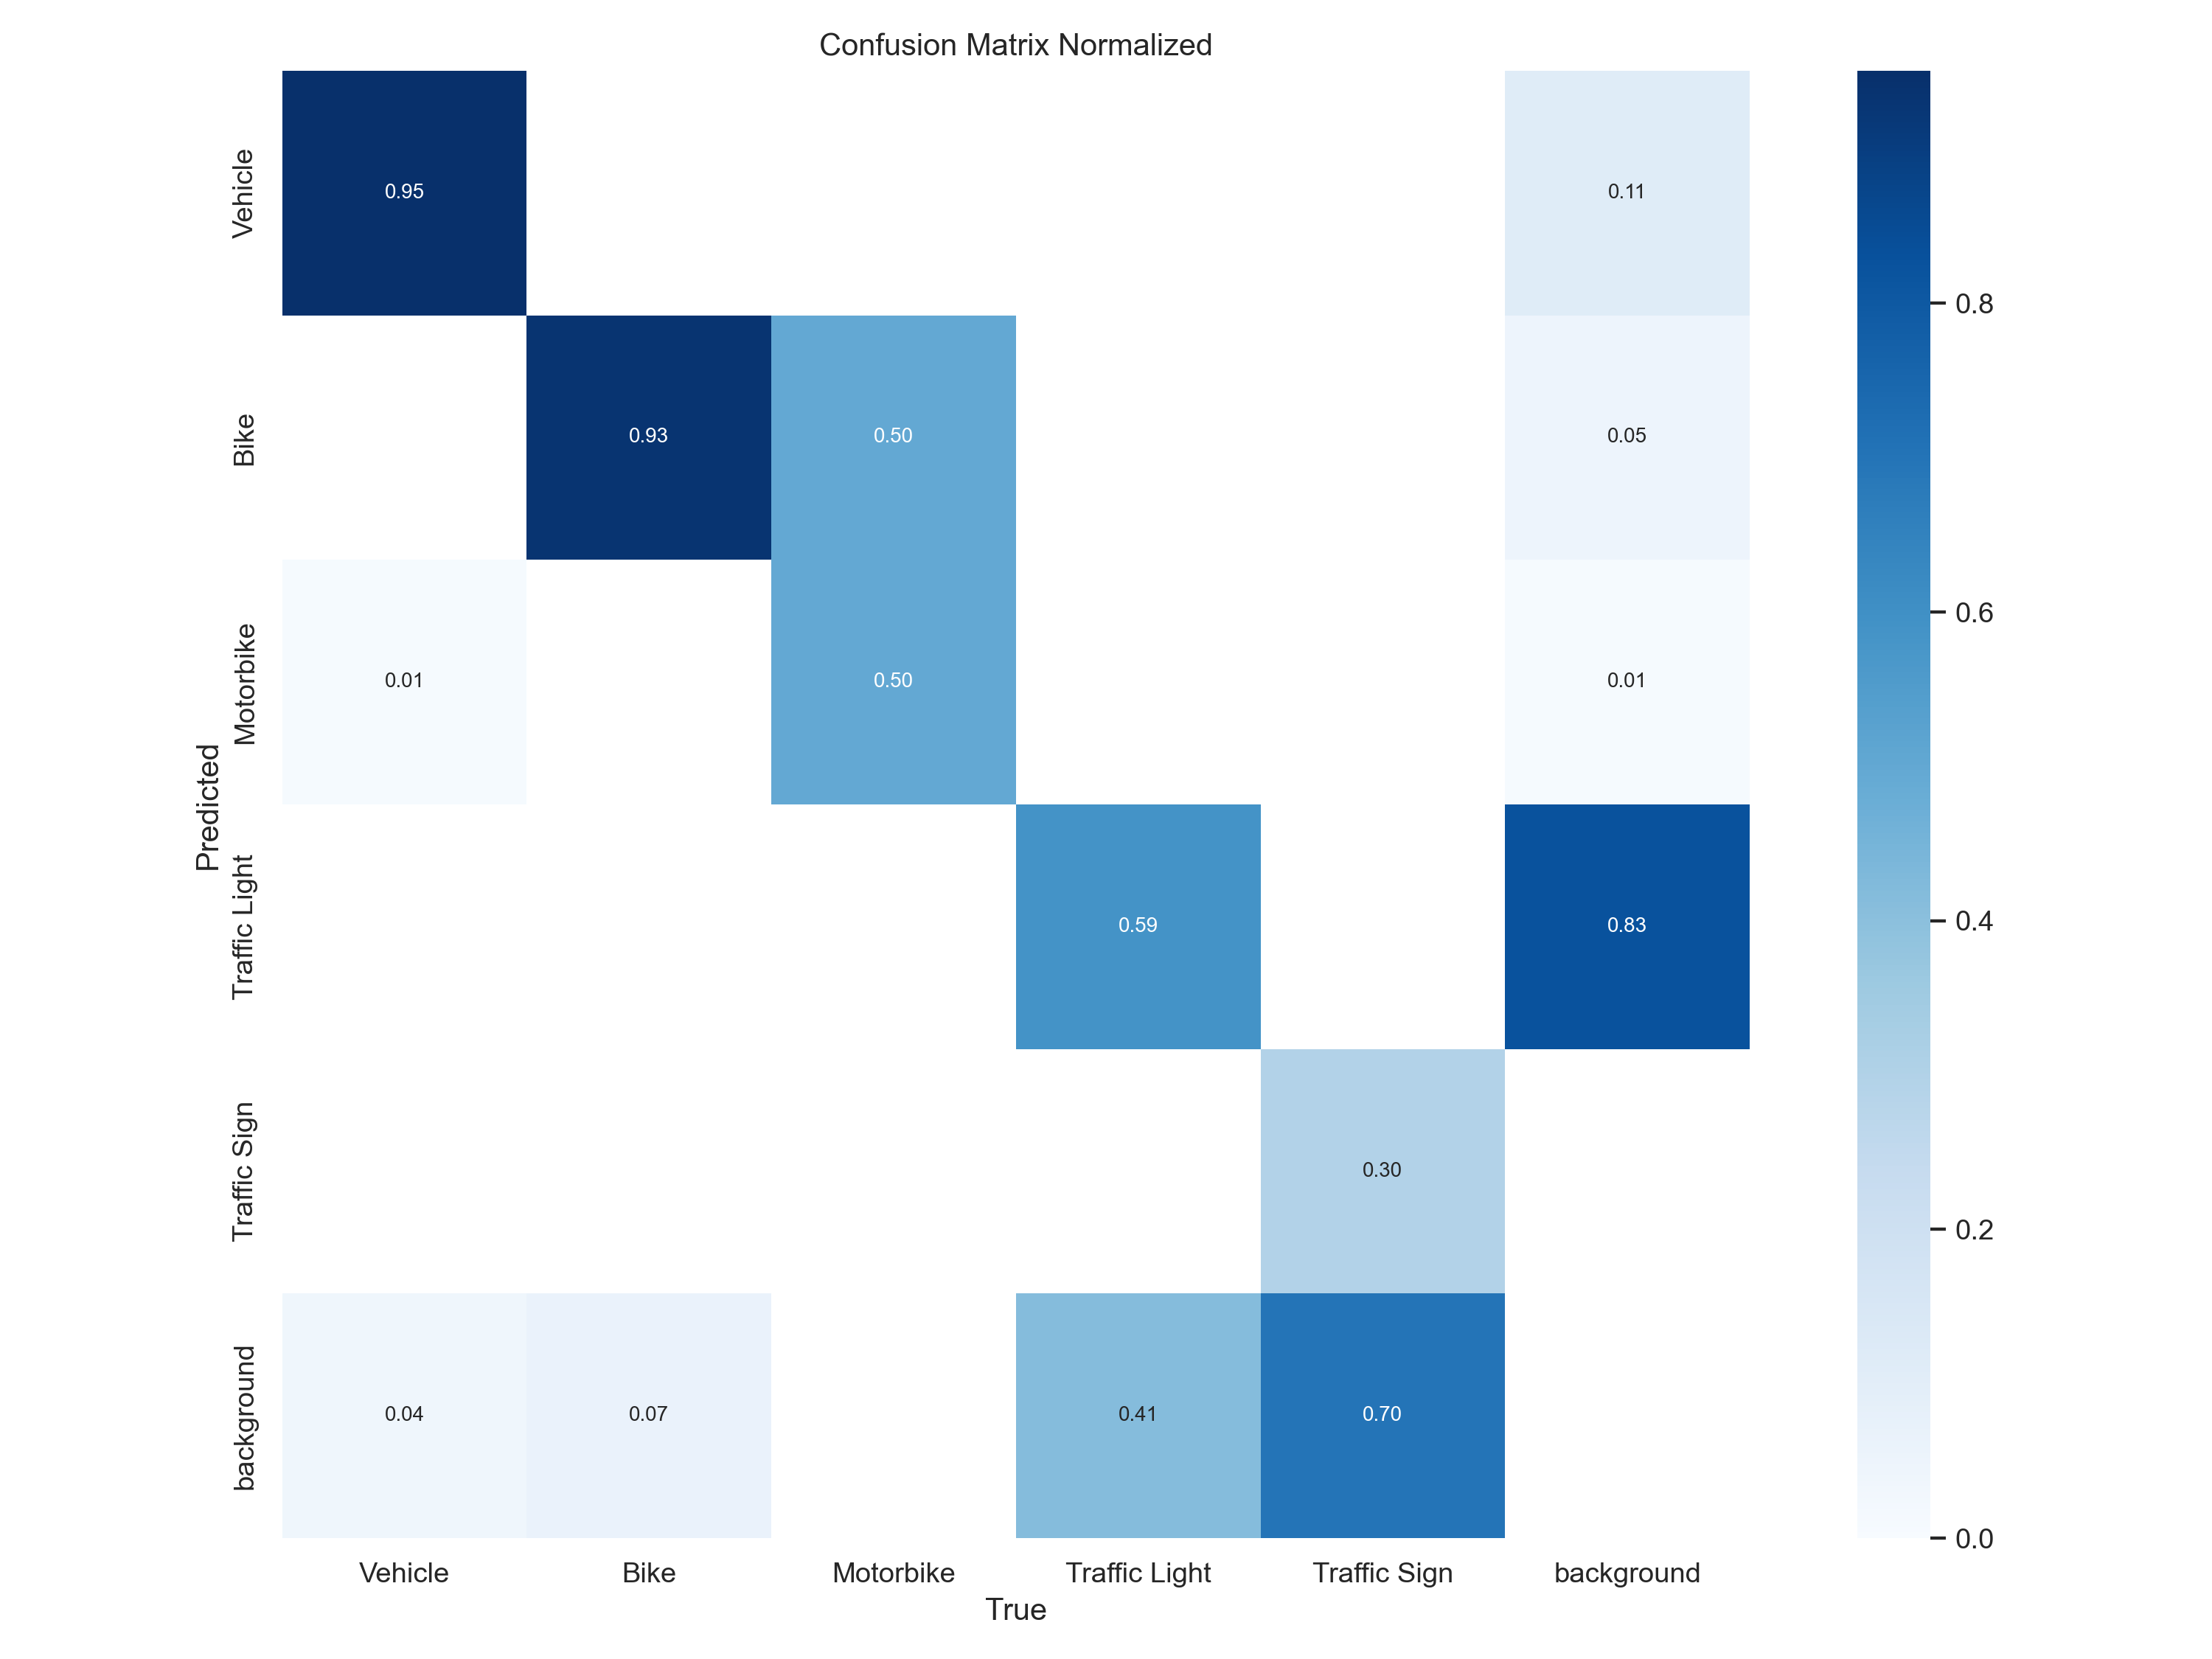 Confusion Matrix Normalized
Vehicle
0.95
0.11
0.8
Bike
0.93
0.50
0.05
0.6
Motorbike
0.01
0.50
0.01
Predicted
Traffic Light
0.59
0.83
0.4
Traffic Sign
0.30
0.2
background
0.04
0.07
0.41
0.70
0.0
Vehicle
Bike
Motorbike
Traffic Light
Traffic Sign
background
True